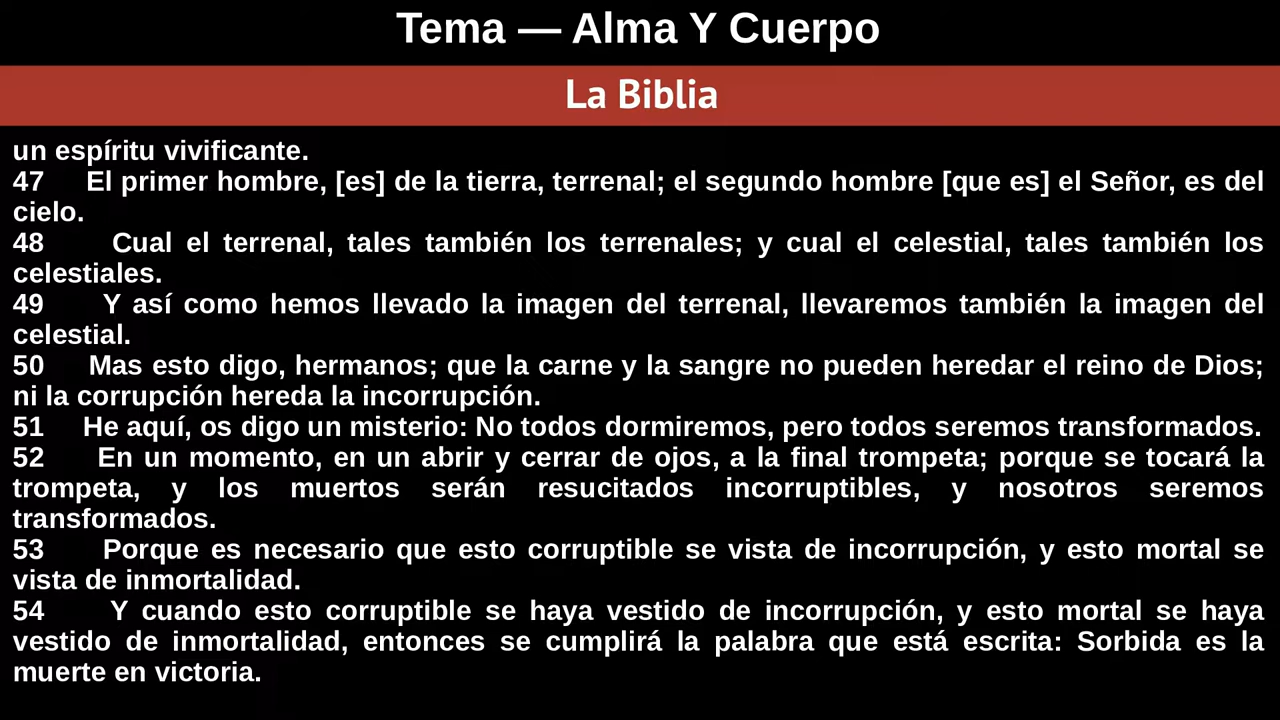 Tema — Alma Y Cuerpo
La Biblia
un espíritu vivificante.
47 El primer hombre, [es] de la tierra, terrenal; el segundo hombre [que es] el Señor, es del
cielo.
48 Cual el terrenal, tales también los terrenales; y cual el celestial, tales también los
celestiales.
49 Y así como hemos llevado la imagen del terrenal, llevaremos también la imagen del
celestial.
50 Mas esto digo, hermanos; que la carne y la sangre no pueden heredar el reino de Dios;
ni la corrupción hereda la incorrupción.
51 He aquí, os digo un misterio: No todos dormiremos, pero todos seremos transformados.
52 En un momento, en un abrir y cerrar de ojos, a la final trompeta; porque se tocará la
trompeta, y los muertos serán resucitados incorruptibles, y nosotros seremos
transformados.
53 Porque es necesario que esto corruptible se vista de incorrupción, y esto mortal se
vista de inmortalidad.
54 Y cuando esto corruptible se haya vestido de incorrupción, y esto mortal se haya
vestido de inmortalidad, entonces se cumplirá la palabra que está escrita: Sorbida es la
muerte en victoria.